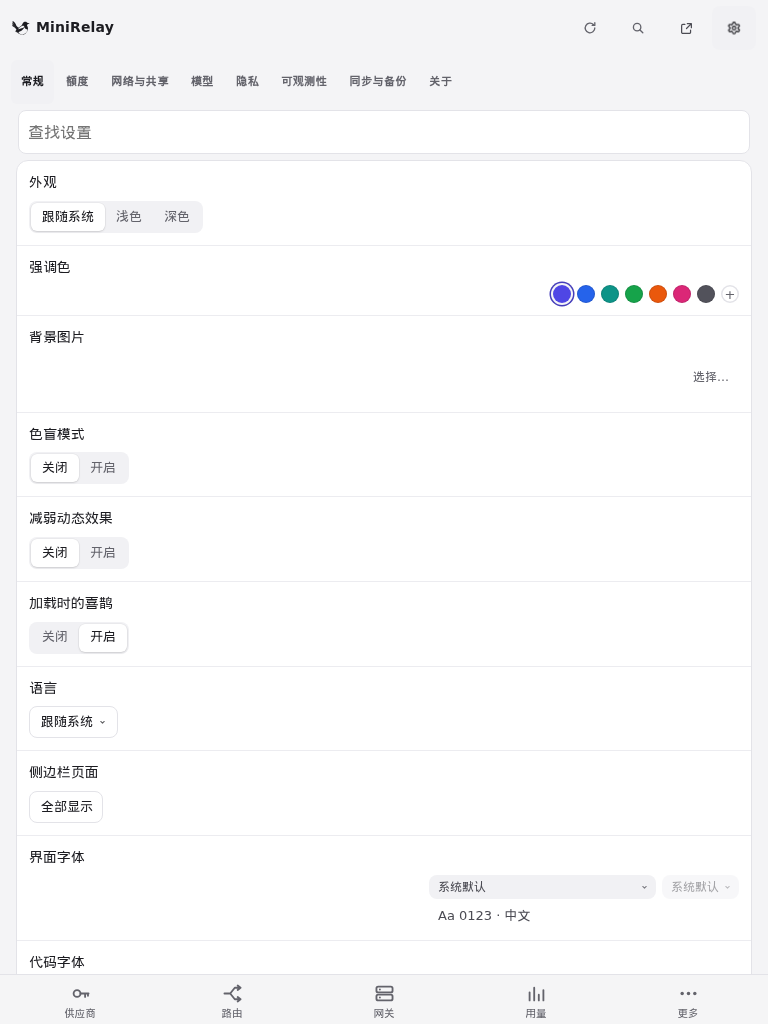 MiniRelay
常规 额度 网络与共享 模型 隐私 可观测性 同步与备份 关于
查找设置
外观
跟随系统 浅色 深色
强调色
背景图片
选择...
色盲模式
关闭 开启
减弱动态效果
关闭 开启
加载时的喜鹊
关闭 开启
语言
跟随系统
侧边栏页面
全部显示
界面字体
系统默认 系统默认
Aa 0123 · 中文
代码字体
供应商 路由 网关 用量 更多